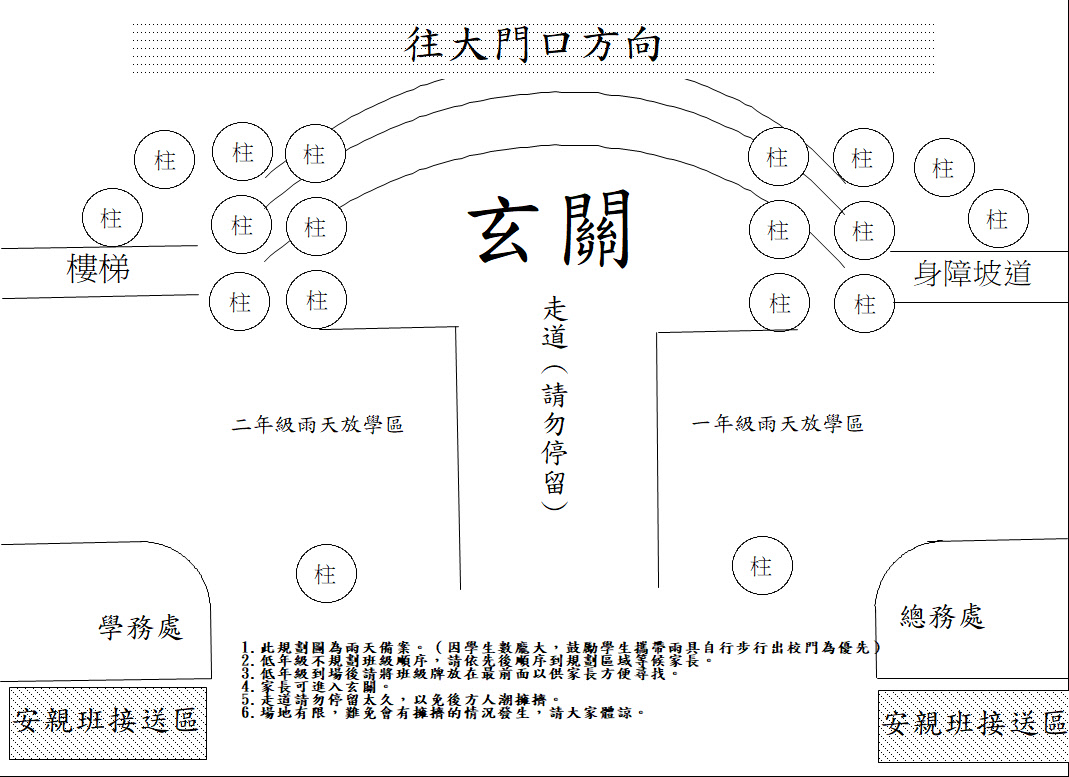 往大門口方向
柱 柱 柱 柱 柱 柱
柱 柱 柱 柱 柱 柱
玄關
樓梯
身障坡道
柱 柱 柱 柱
走道（請勿停留）
二年級雨天放學區
一年級雨天放學區
柱 柱
學務處
總務處
1. 此規劃圖為雨天備案。（因學生數龐大，鼓勵學生攜帶雨具自行步行出校門為優先）
2. 低年級不規劃班級順序，請依先後順序到規劃區域等候家長。
3. 低年級到場後請將班級牌放在最前面以供家長方便尋找。
4. 家長可進入玄關。
5. 走道請勿停留太久，以免後方人潮擁擠。
6. 場地有限，難免會有擁擠的情況發生，請大家體諒。
安親班接送區
安親班接送區